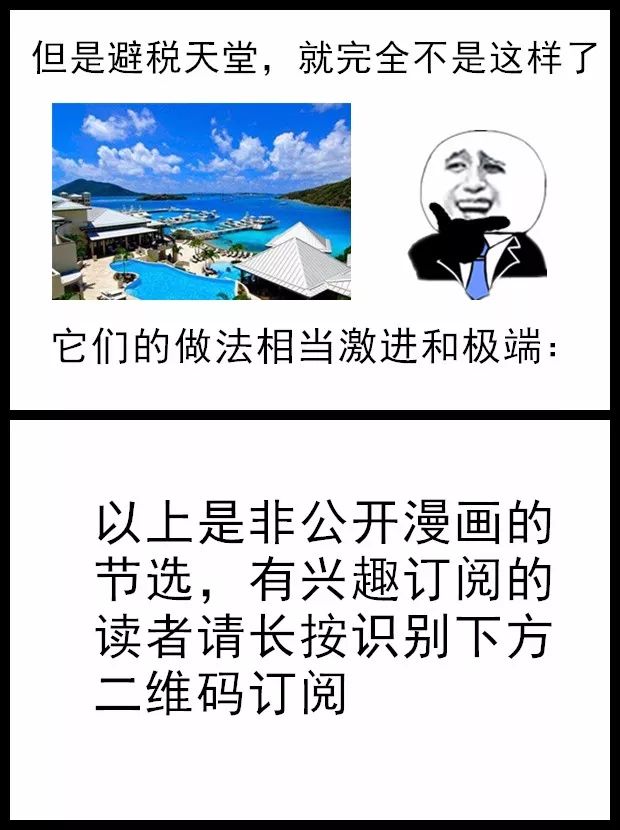 但是避税天堂，就完全不是这样了
它们的做法相当激进和极端：
以上是非公开漫画的
节选，有兴趣订阅的
读者请长按识别下方
二维码订阅